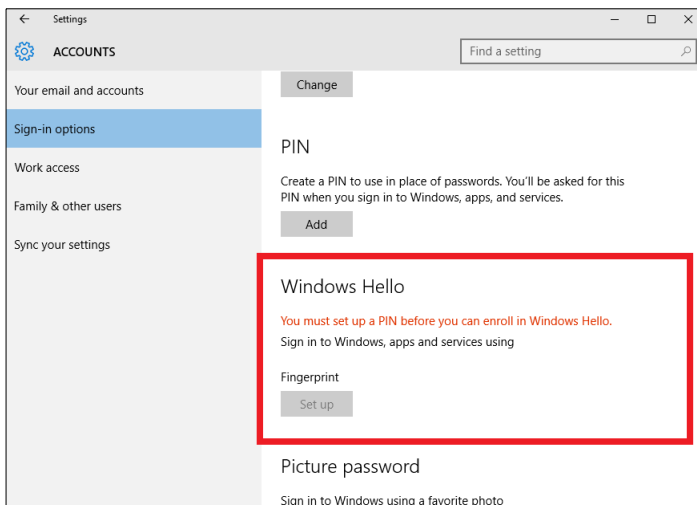 Settings
ACCOUNTS
Find a setting
Your email and accounts
Sign-in options
Work access
Family & other users
Sync your settings
Change
PIN
Create a PIN to use in place of passwords. You'll be asked for this
PIN when you sign in to Windows, apps, and services.
Add
Windows Hello
You must set up a PIN before you can enroll in Windows Hello.
Sign in to Windows, apps and services using
Fingerprint
Set up
Picture password
Sign in to Windows using a favorite photo